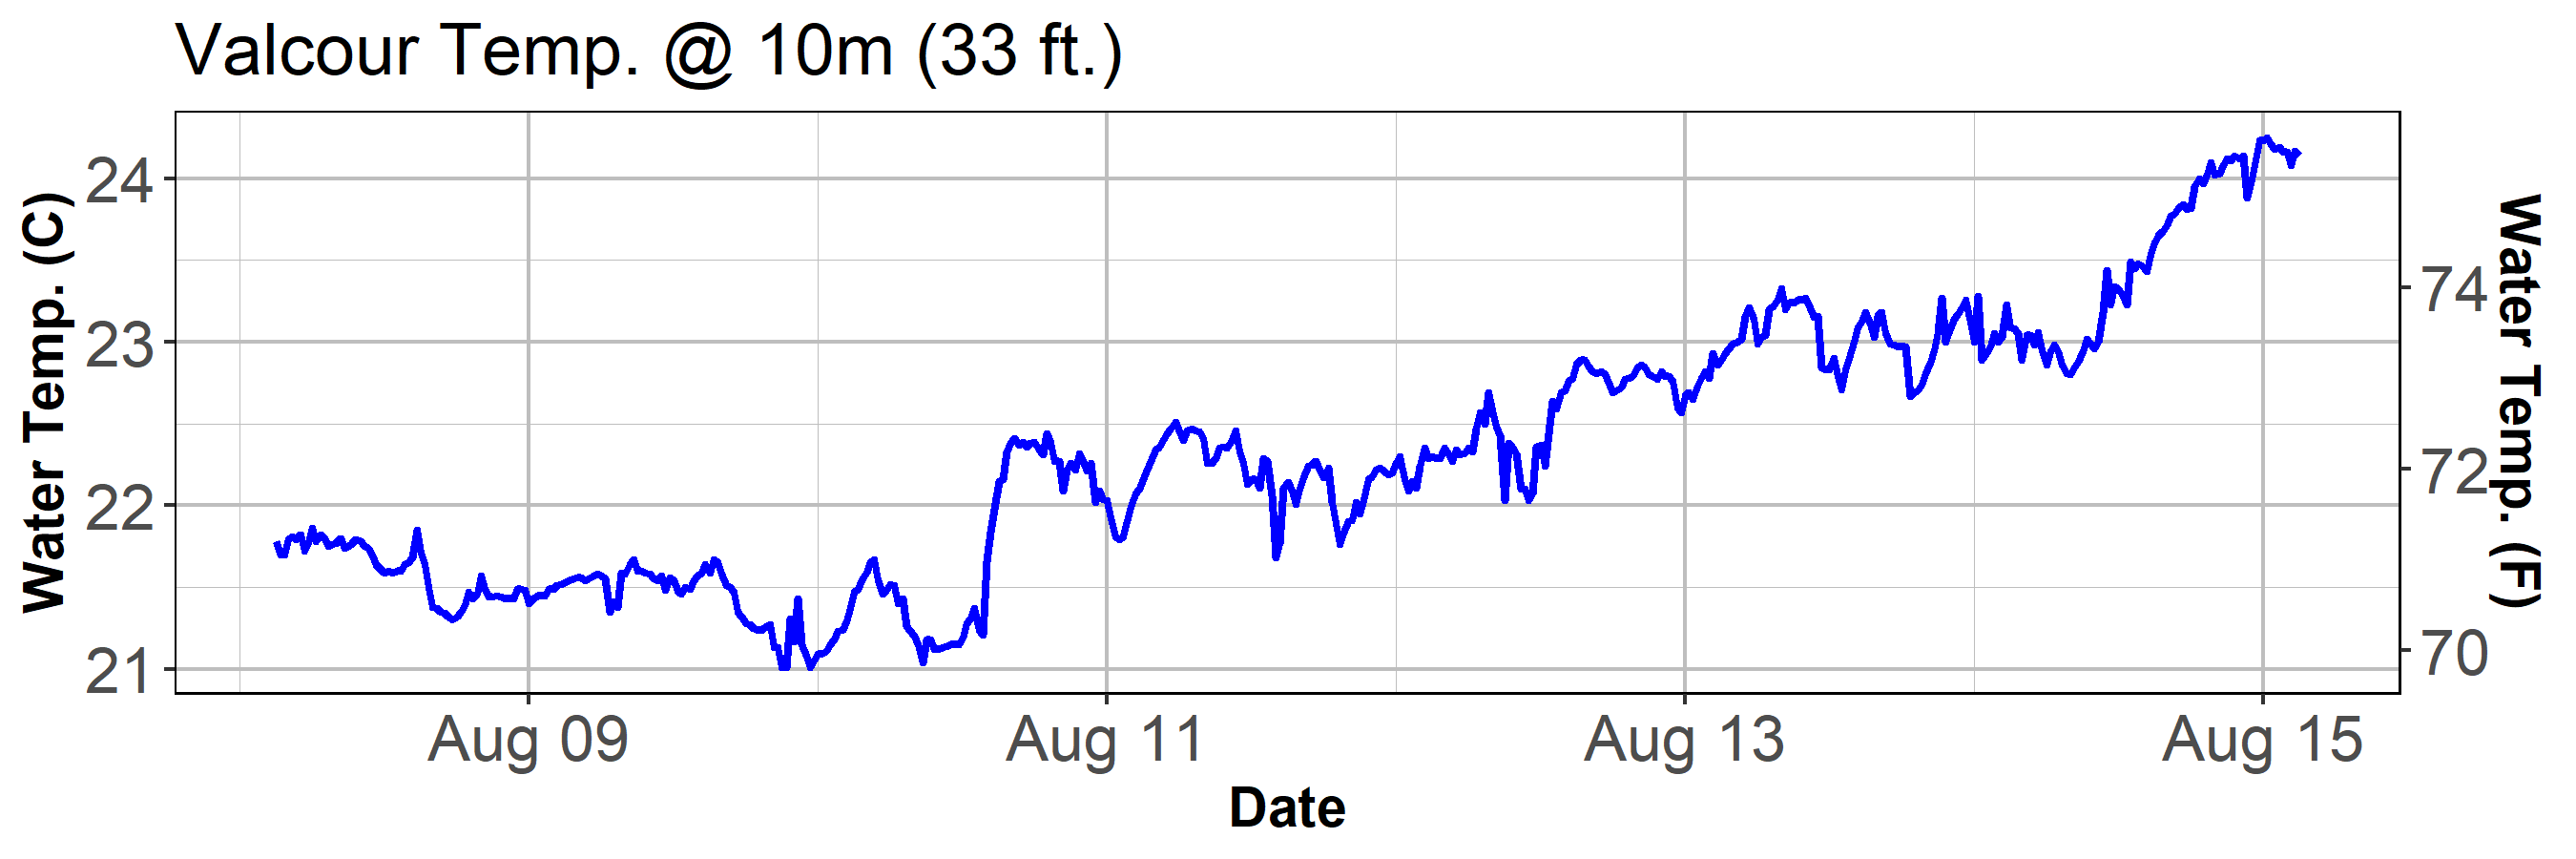 Valcour Temp. @ 10m (33 ft.)
Water Temp. (C)
24
23
22
21
74
72
70
Water Temp. (F)
Aug 09
Aug 11
Aug 13
Aug 15
Date